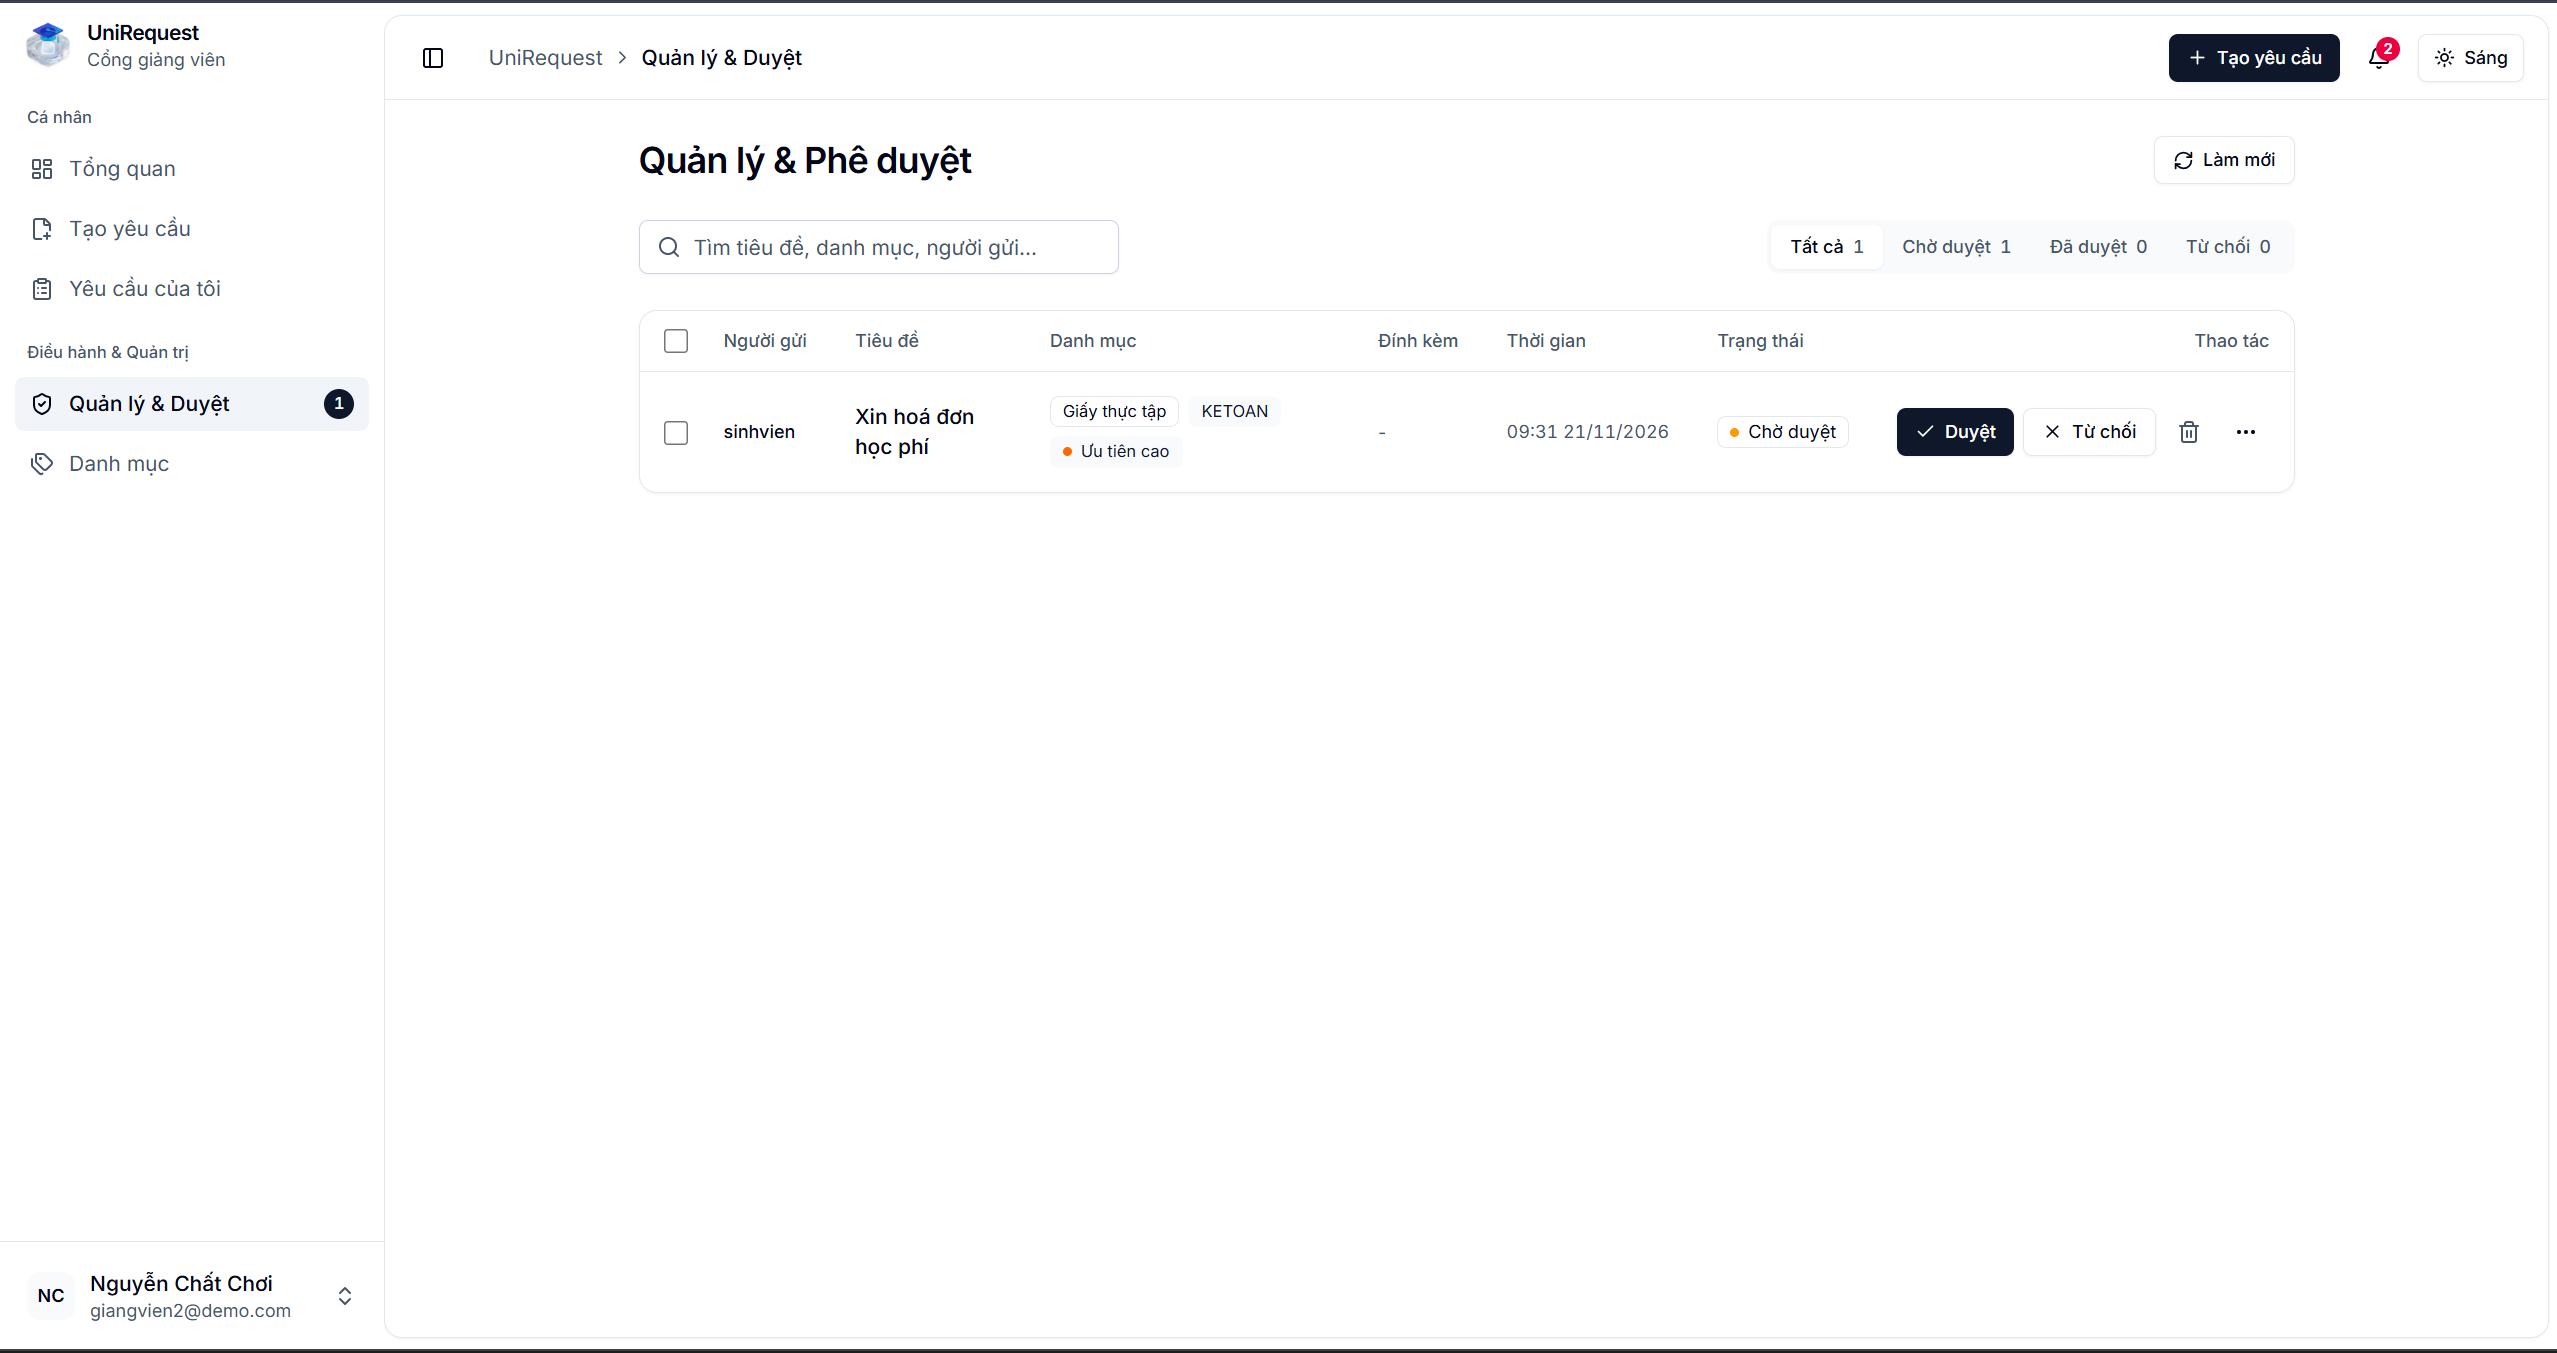 UniRequest
Cổng giảng viên
Cá nhân
Tổng quan
Tạo yêu cầu
Yêu cầu của tôi
Điều hành & Quản trị
Quản lý & Duyệt 1
Danh mục
NC
Nguyễn Chất Chơi
giangvien2@demo.com
UniRequest > Quản lý & Duyệt
Tạo yêu cầu
2
Sáng
Quản lý & Phê duyệt
Làm mới
Tìm tiêu đề, danh mục, người gửi...
Tất cả 1 Chờ duyệt 1 Đã duyệt 0 Từ chối 0
Người gửi Tiêu đề Danh mục Đính kèm Thời gian Trạng thái Thao tác
sinhvien
Xin hoá đơn
học phí
Giấy thực tập KETOAN
Ưu tiên cao
-
09:31 21/11/2026
Chờ duyệt
Duyệt
Từ chối